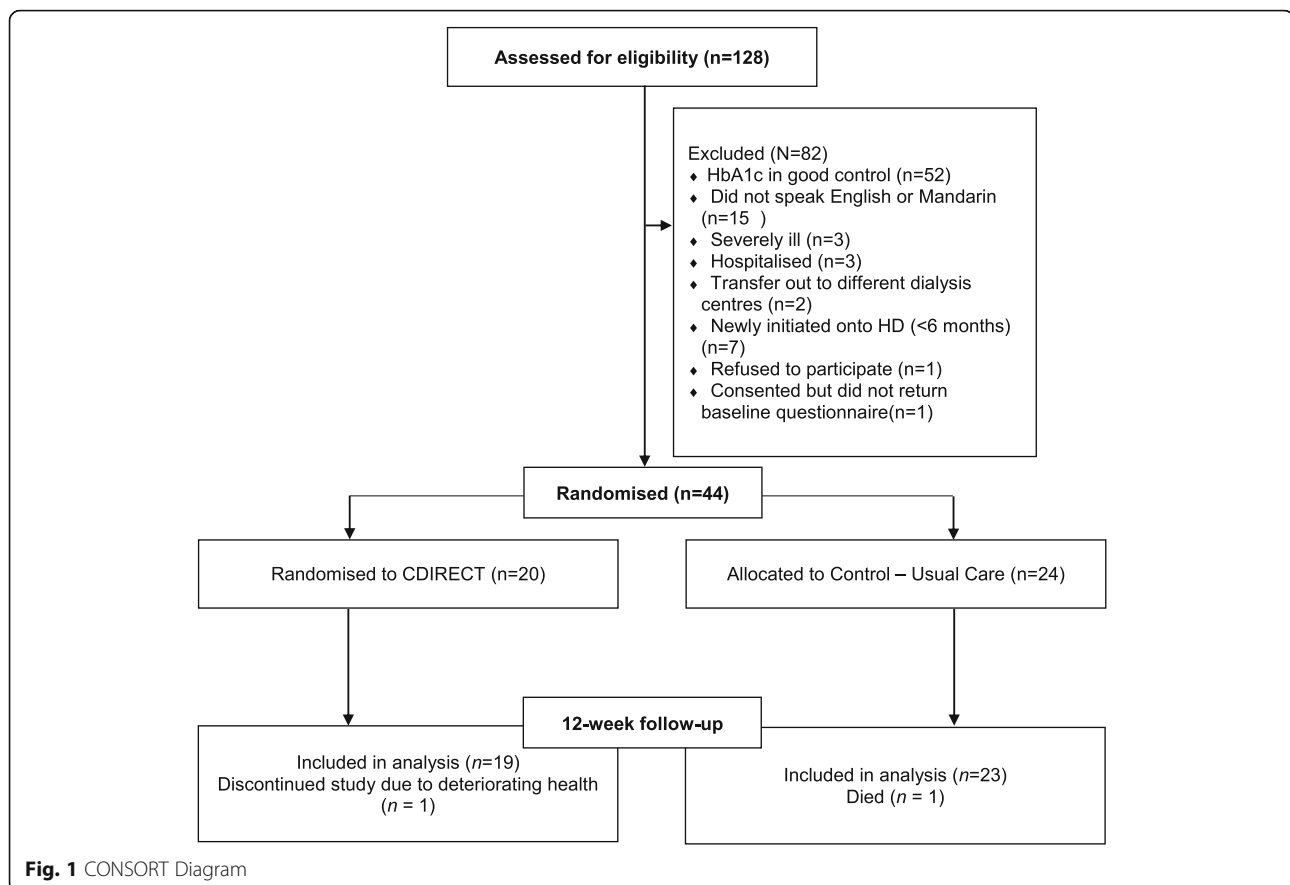 Assessed for eligibility (n=128)
Excluded (N=82)
♦ HbA1c in good control (n=52)
♦ Did not speak English or Mandarin
(n=15 )
♦ Severely ill (n=3)
♦ Hospitalised (n=3)
♦ Transfer out to different dialysis
centres (n=2)
♦ Newly initiated onto HD (<6 months)
(n=7)
♦ Refused to participate (n=1)
♦ Consented but did not return
baseline questionnaire(n=1)
Randomised (n=44)
Randomised to CDIRECT (n=20)
Allocated to Control – Usual Care (n=24)
12-week follow-up
Included in analysis (n=19)
Discontinued study due to deteriorating health
(n = 1)
Included in analysis (n=23)
Died (n = 1)
Fig. 1 CONSORT Diagram